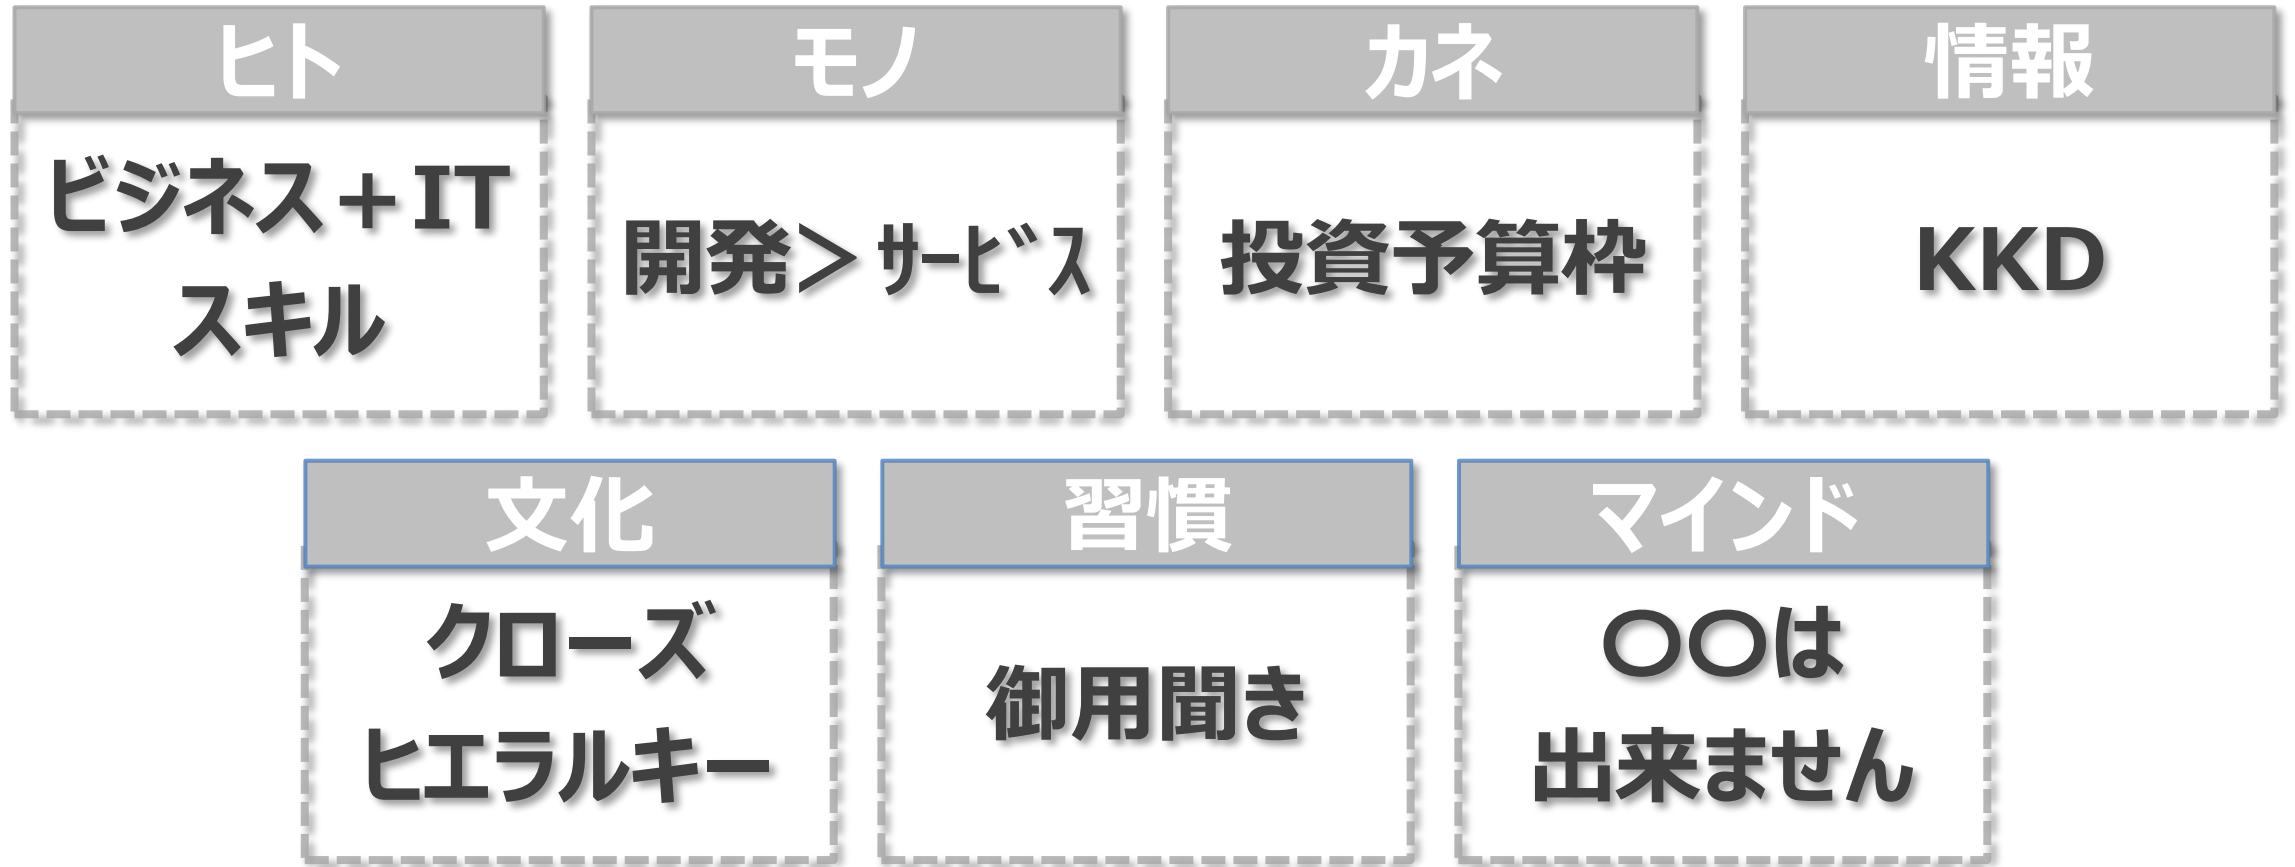 ヒト
ビジネス+IT
スキル
モノ
開発>サービス
カネ
投資予算枠
情報
KKD
文化
クローズ
ヒエラルキー
習慣
御用聞き
マインド
〇〇は
出来ません